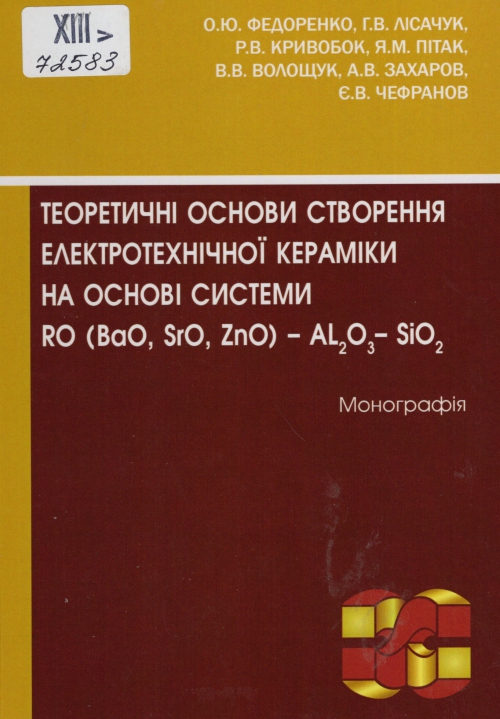 XIII >
72583
О.Ю. ФЕДОРЕНКО, Г.В. ЛІСАЧУК,
Р.В. КРИВОБОК, Я.М. ПІТАК,
В.В. ВОЛОЩУК, А.В. ЗАХАРОВ,
Є.В. ЧЕФРАНОВ
ТЕОРЕТИЧНІ ОСНОВИ СТВОРЕННЯ
ЕЛЕКТРОТЕХНІЧНОЇ КЕРАМІКИ
НА ОСНОВІ СИСТЕМИ
RO (BaO, SrO, ZnO) – AL₂O₃– SiO₂
Монографія